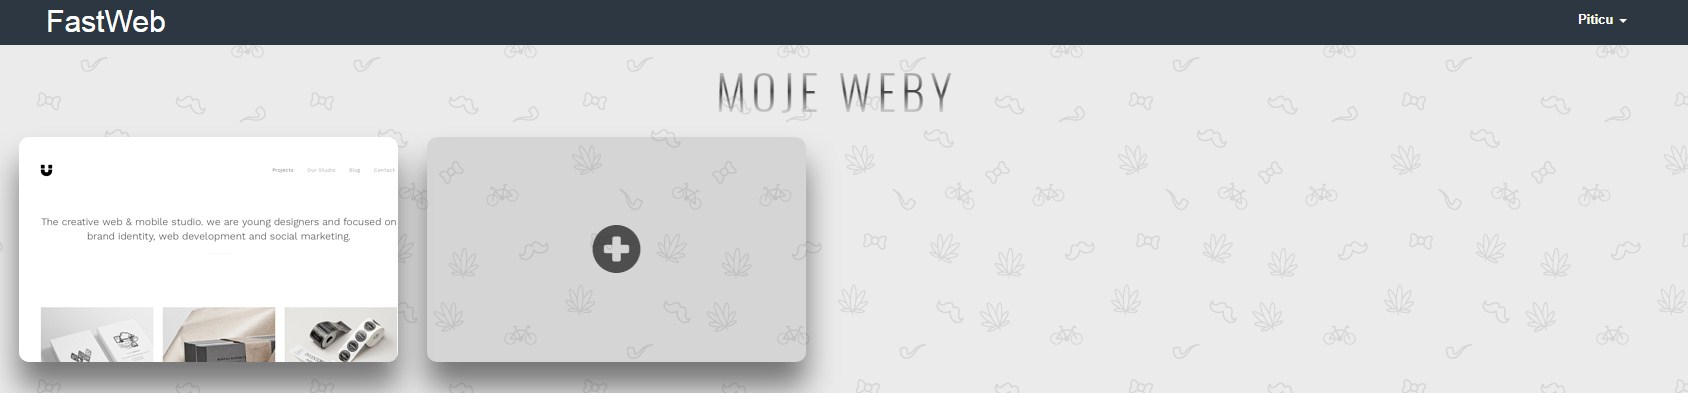 FastWeb
Piticu
MOJE WEBY
Projects Our Studio Blog Contact
The creative web & mobile studio. we are young designers and focused on
brand identity, web development and social marketing.